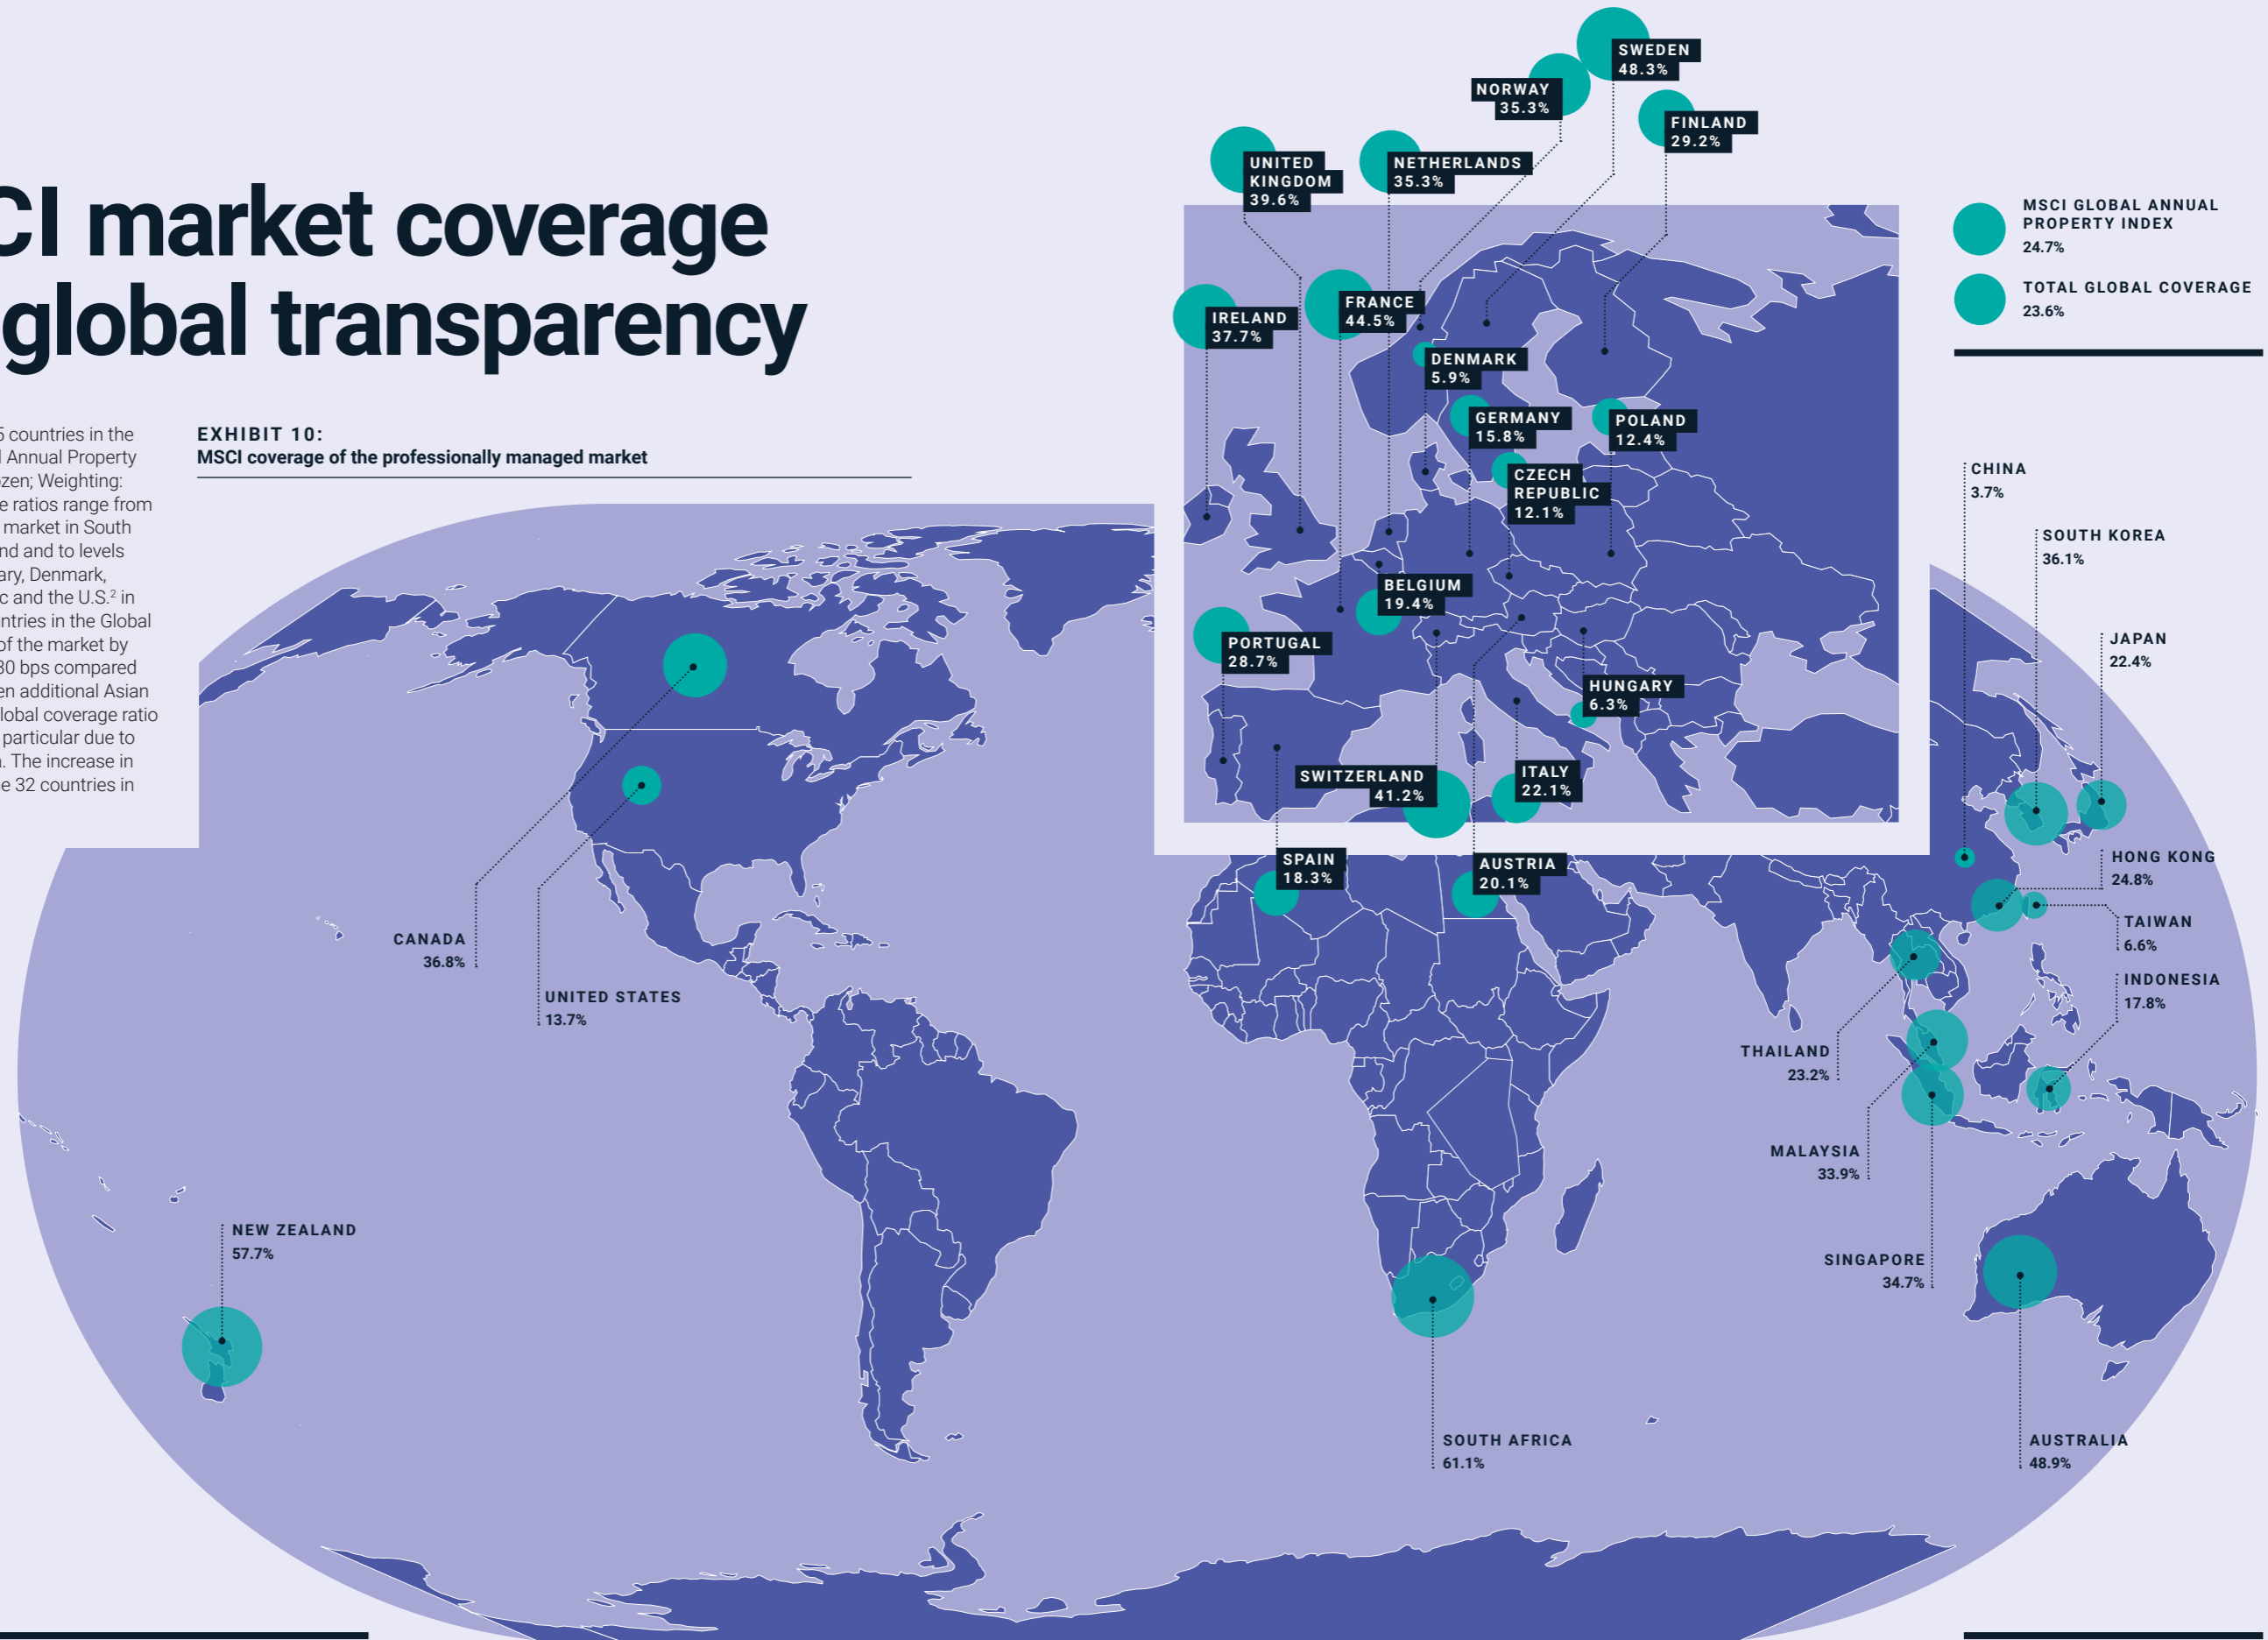 CI market coverage
global transparency
5 countries in the
Annual Property
Weighting:
e ratios range from
market in South
nd and to levels
ary, Denmark,
c and the U.S.² in
ntries in the Global
of the market by
30 bps compared
en additional Asian
lobal coverage ratio
particular due to
The increase in
e 32 countries in
EXHIBIT 10:
MSCI coverage of the professionally managed market
SWEDEN
48.3%
NORWAY
35.3%
FINLAND
29.2%
UNITED
KINGDOM
39.6%
NETHERLANDS
35.3%
IRELAND
37.7%
FRANCE
44.5%
DENMARK
5.9%
GERMANY
15.8%
POLAND
12.4%
CZECH
REPUBLIC
12.1%
BELGIUM
19.4%
PORTUGAL
28.7%
HUNGARY
6.3%
SWITZERLAND
41.2%
ITALY
22.1%
SPAIN
18.3%
AUSTRIA
20.1%
MSCI GLOBAL ANNUAL
PROPERTY INDEX
24.7%
TOTAL GLOBAL COVERAGE
23.6%
CHINA
3.7%
SOUTH KOREA
36.1%
JAPAN
22.4%
HONG KONG
24.8%
TAIWAN
6.6%
INDONESIA
17.8%
THAILAND
23.2%
MALAYSIA
33.9%
SINGAPORE
34.7%
CANADA
36.8%
UNITED STATES
13.7%
NEW ZEALAND
57.7%
SOUTH AFRICA
61.1%
AUSTRALIA
48.9%